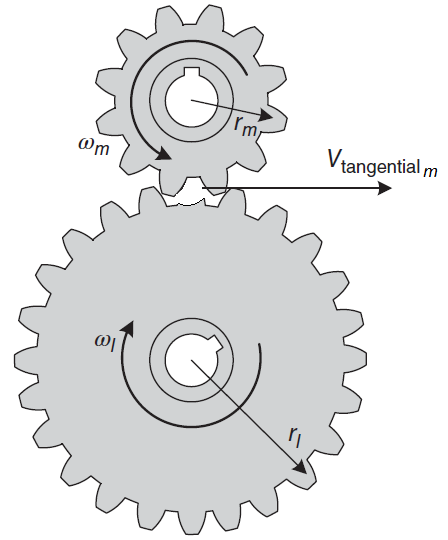 r_m
ω_m
V_tangential m
ω_l
r_l